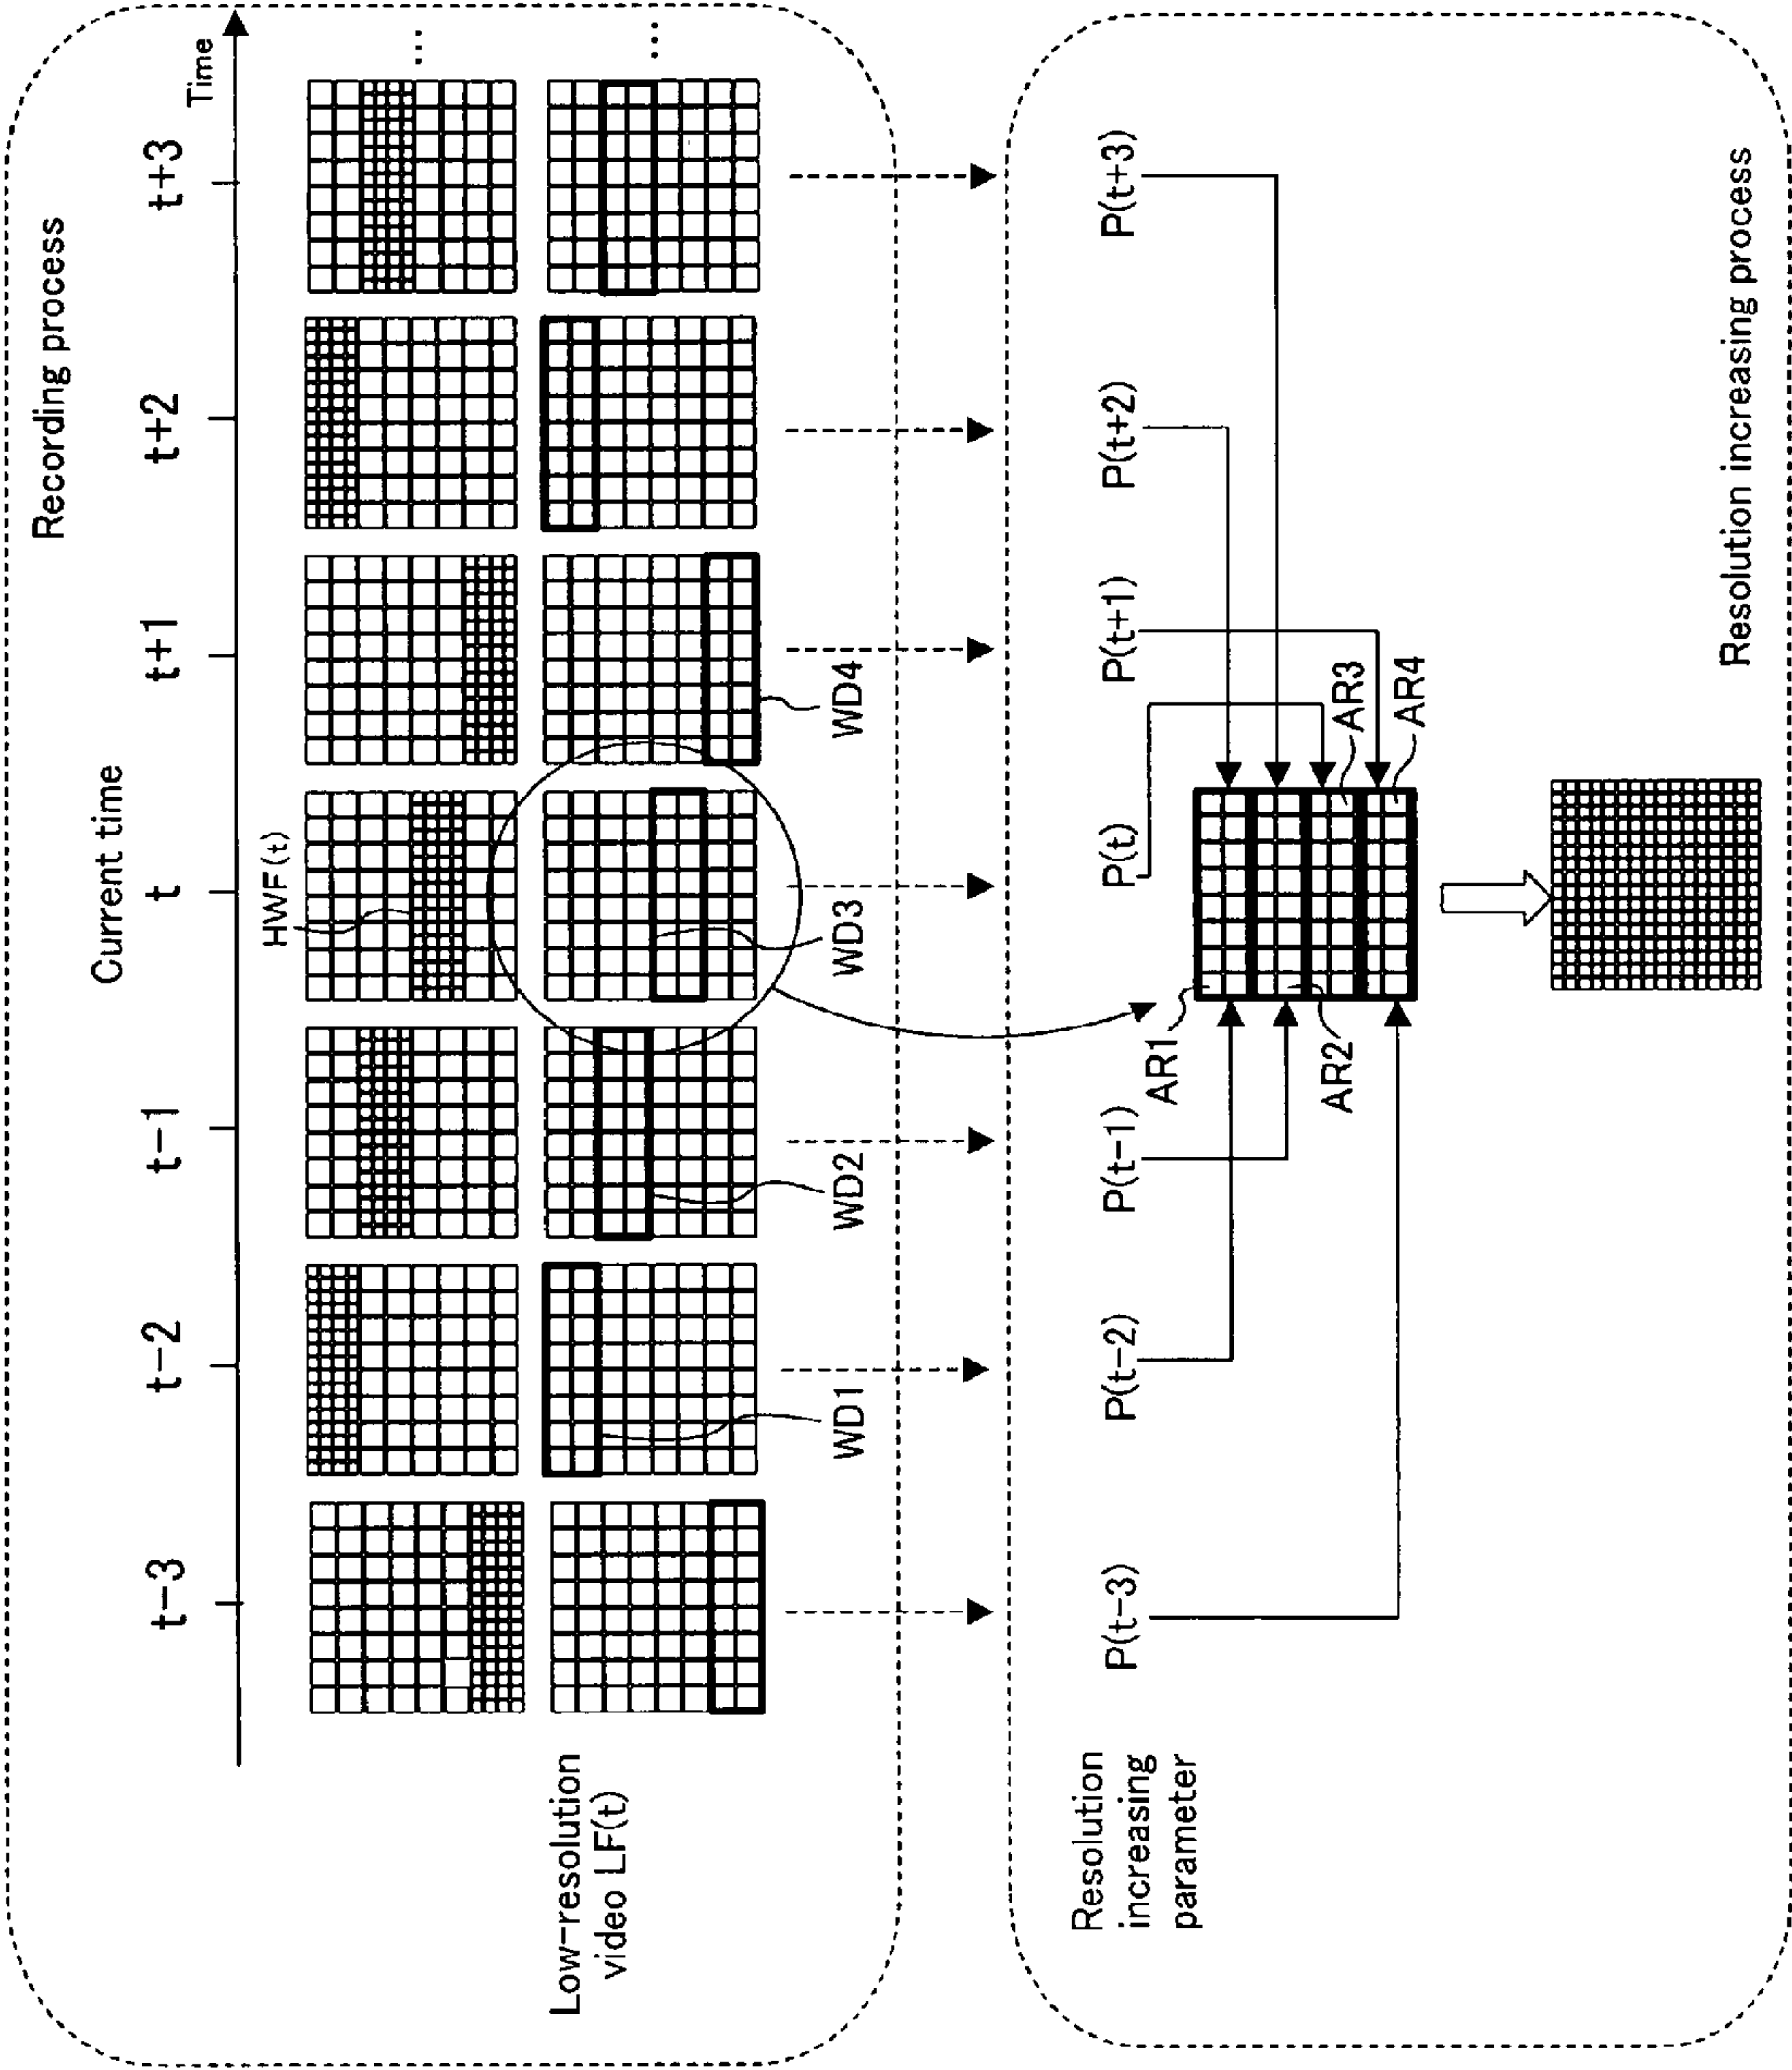 Recording process
Current time
t-3
t-2
t-1
t
t+1
t+2
t+3
Time
HWF(t)
...
Low-resolution
video LF(t)
...
WD1
WD2
WD3
WD4
Resolution
increasing
parameter
P(t-3)
P(t-2)
P(t-1)
P(t)
P(t+1)
P(t+2)
P(t+3)
AR1
AR2
AR3
AR4
Resolution increasing process